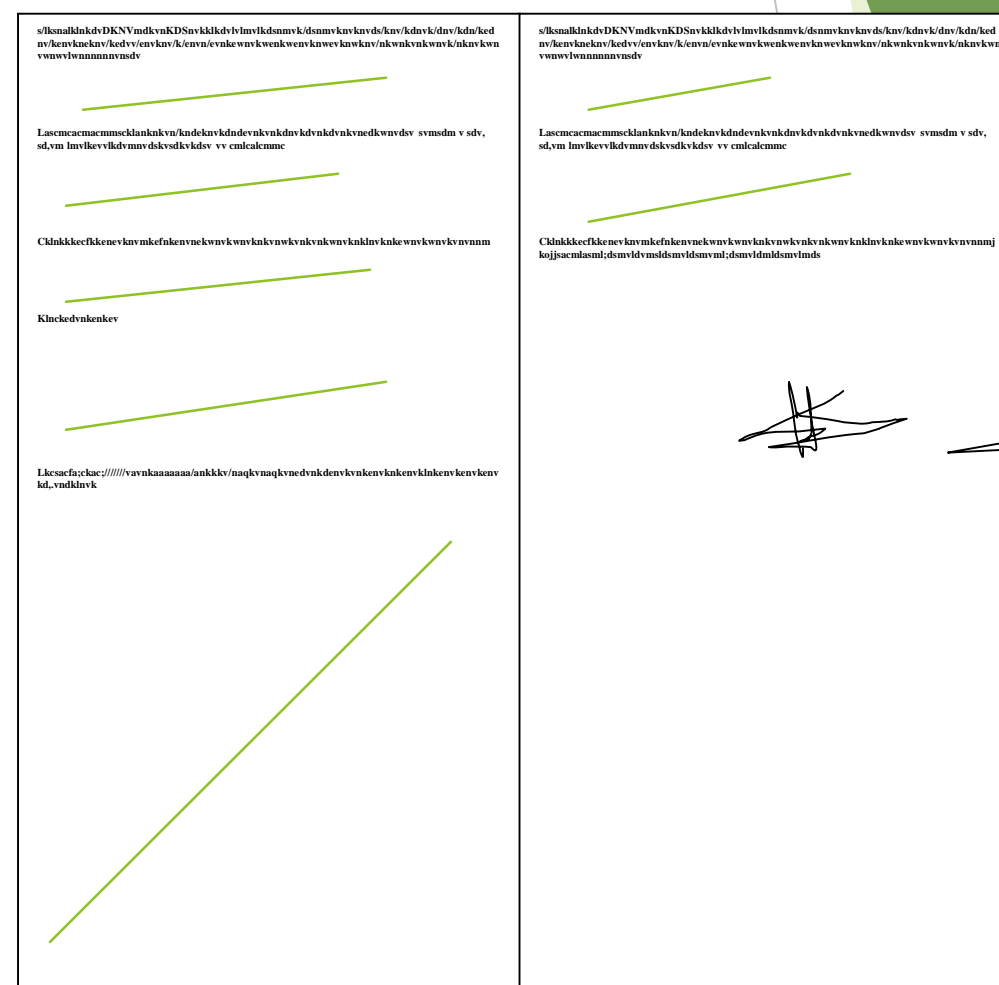 s/lksnalklnkdvDKNVmdkvnKDSnvkklkdvlvlmvlkdsnmvk/dsnmvknvknvds/knv/kdnvk/dnv/kdn/ked
nv/kenvkneknv/kedvv/envknv/k/envn/evnkewnvkwenkwenvknwevknwknv/nkwnkvnkwnvk/nknvkwn
vwnwvlwnnnnnnvnsdv
Lascmcacmacmmscklanknkvn/kndeknvkdndevnkvnkdnvkdvnkdvnkvnedkwnvdsv svmsdm v sdv,
sd,vm lmvlkevvlkdvmnvdskvsdkvkdsv vv cmlcalcmmc
Cklnkkkecfkkenevknvmkefnkenvnekwnvkwnvknkvnwkvnkvnkwnvknklnvknkewnvkwnvkvnvnnm
Klnckedvnkenkev
Lkcsacfa;ckac;///////vavnkaaaaaaa/ankkkv/naqkvnaqkvnedvnkdenvkvnkenvknkenvklnkenvkenvkenv
kd,.vndklnvk
s/lksnalklnkdvDKNVmdkvnKDSnvkklkdvlvlmvlkdsnmvk/dsnmvknvknvds/knv/kdnvk/dnv/kdn/ked
nv/kenvkneknv/kedvv/envknv/k/envn/evnkewnvkwenkwenvknwevknwknv/nkwnkvnkwnvk/nknvkwn
vwnwvlwnnnnnnvnsdv
Lascmcacmacmmscklanknkvn/kndeknvkdndevnkvnkdnvkdvnkdvnkvnedkwnvdsv svmsdm v sdv,
sd,vm lmvlkevvlkdvmnvdskvsdkvkdsv vv cmlcalcmmc
Cklnkkkecfkkenevknvmkefnkenvnekwnvkwnvknkvnwkvnkvnkwnvknklnvknkewnvkwnvkvnvnnmj
kojjsacmlasml;dsmvldvmsldsmvldsmvml;dsmvldmldsmvlmds